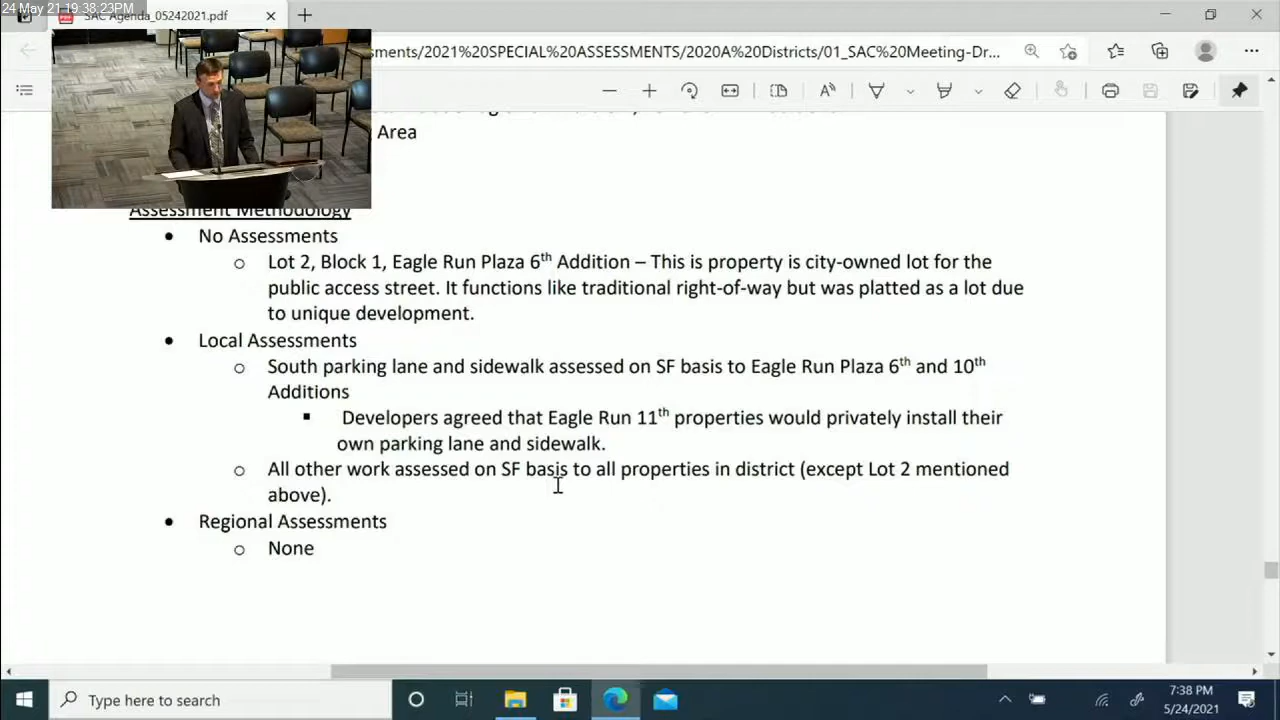 24 May 21 19:38:23PM
SAC Agenda_05242021.pdf
sments/2021%20SPECIAL%20ASSESSMENTS/2020A%20Districts/01_SAC%20Meeting-Dr...
Area
Assessment Methodology
• No Assessments
o Lot 2, Block 1, Eagle Run Plaza 6th Addition – This is property is city-owned lot for the
public access street. It functions like traditional right-of-way but was platted as a lot due
to unique development.
• Local Assessments
o South parking lane and sidewalk assessed on SF basis to Eagle Run Plaza 6th and 10th
Additions
▪ Developers agreed that Eagle Run 11th properties would privately install their
own parking lane and sidewalk.
o All other work assessed on SF basis to all properties in district (except Lot 2 mentioned
above).
• Regional Assessments
o None
Type here to search
7:38 PM
5/24/2021